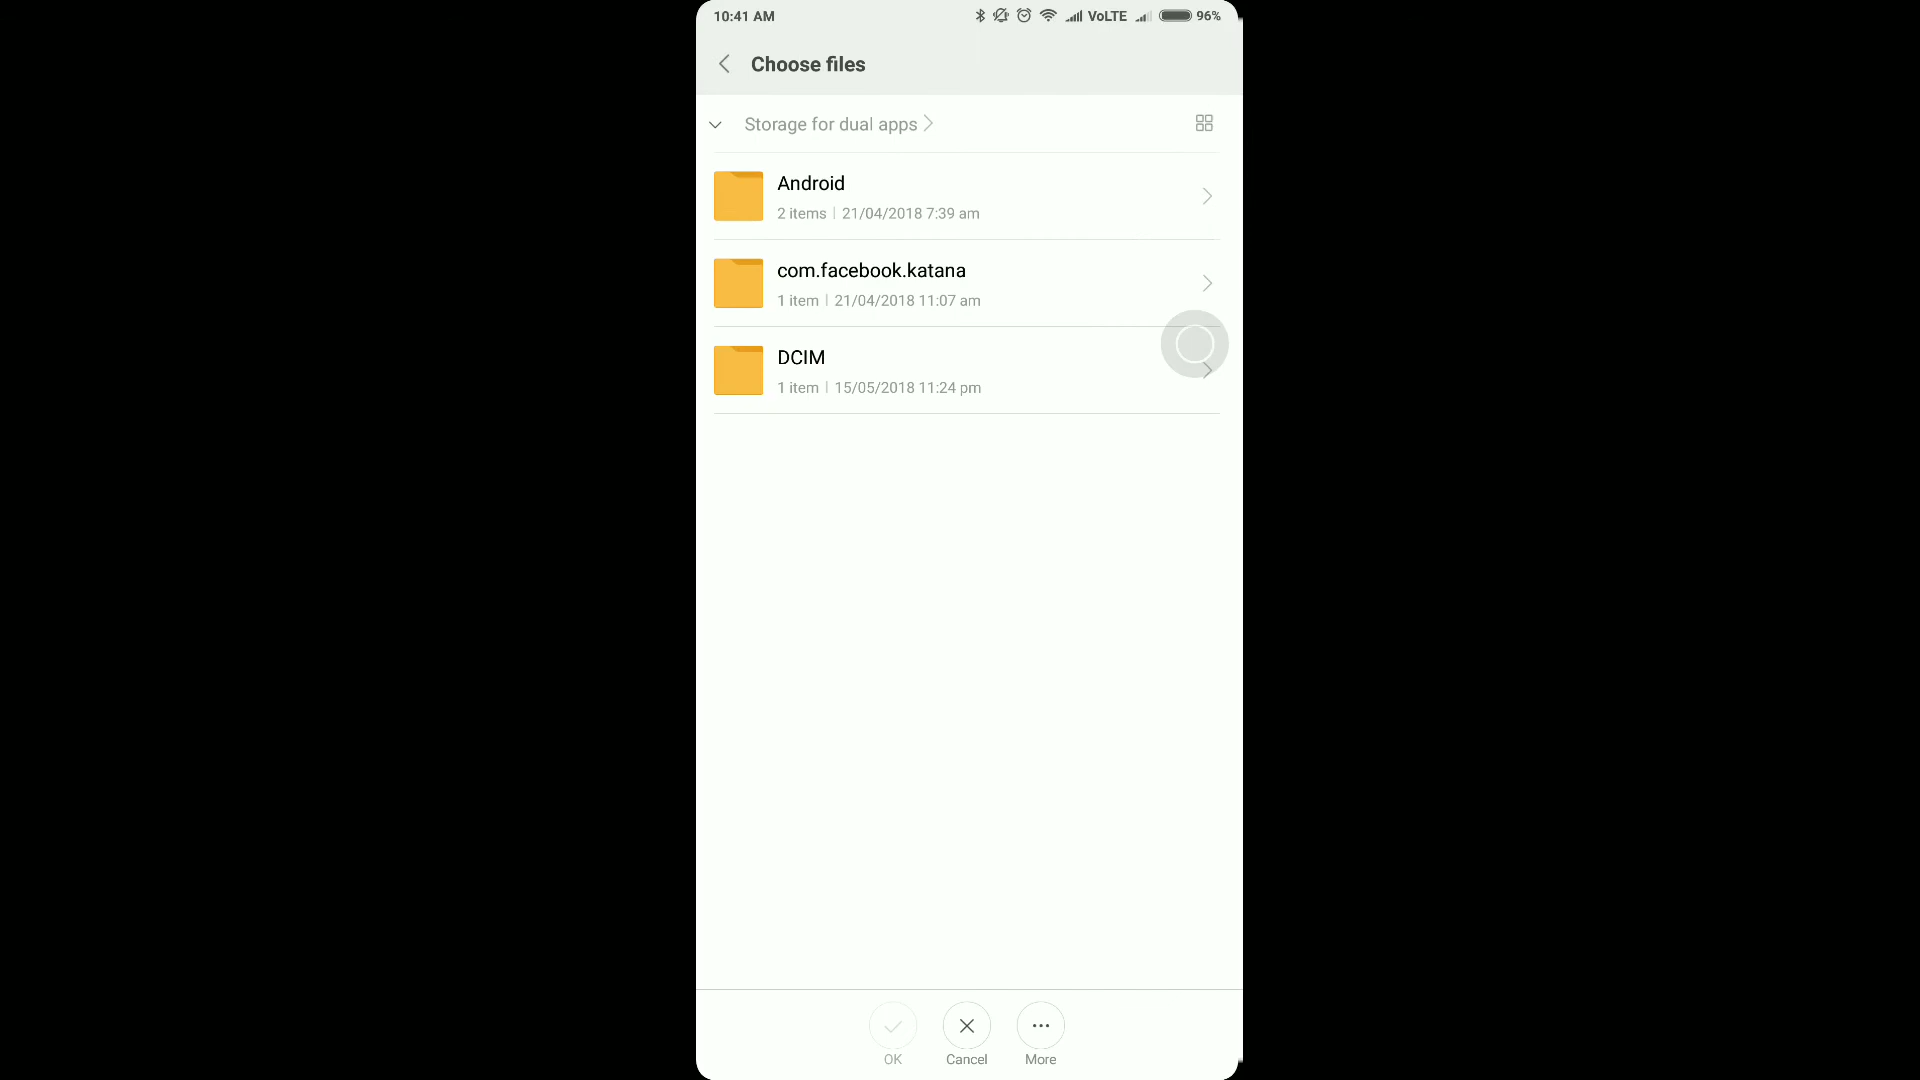 10:41 AM VoLTE 96%
Choose files
Storage for dual apps
Android
2 items | 21/04/2018 7:39 am
com.facebook.katana
1 item | 21/04/2018 11:07 am
DCIM
1 item | 15/05/2018 11:24 pm
OK Cancel More